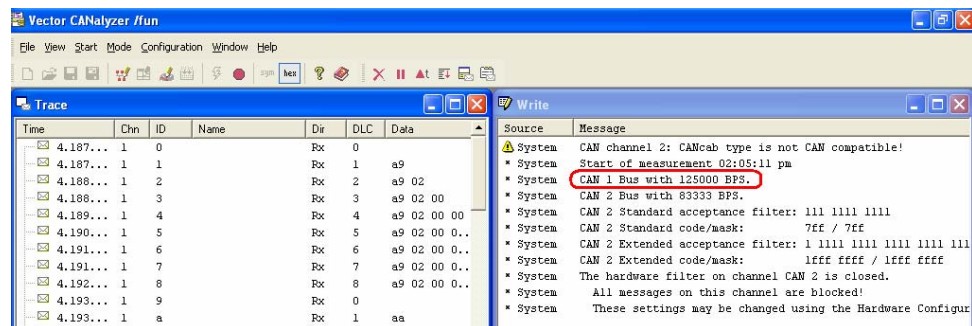 Vector CANalyzer /fun
File View Start Mode Configuration Window Help
sym hex
Trace
Time Chn ID Name Dir DLC Data
4.187... 1 0 Rx 0
4.187... 1 1 Rx 1 a9
4.188... 1 2 Rx 2 a9 02
4.188... 1 3 Rx 3 a9 02 00
4.189... 1 4 Rx 4 a9 02 00 00
4.190... 1 5 Rx 5 a9 02 00 0..
4.191... 1 6 Rx 6 a9 02 00 0..
4.191... 1 7 Rx 7 a9 02 00 0..
4.192... 1 8 Rx 8 a9 02 00 0..
4.193... 1 9 Rx 0
4.193... 1 a Rx 1 aa
Write
Source Message
System CAN channel 2: CANcab type is not CAN compatible!
System Start of measurement 02:05:11 pm
System CAN 1 Bus with 125000 BPS.
System CAN 2 Bus with 83333 BPS.
System CAN 2 Standard acceptance filter: 111 1111 1111
System CAN 2 Standard code/mask: 7ff / 7ff
System CAN 2 Extended acceptance filter: 1 1111 1111 1111 1111 111
System CAN 2 Extended code/mask: 1fff ffff / 1fff ffff
System The hardware filter on channel CAN 2 is closed.
System All messages on this channel are blocked!
System These settings may be changed using the Hardware Configur